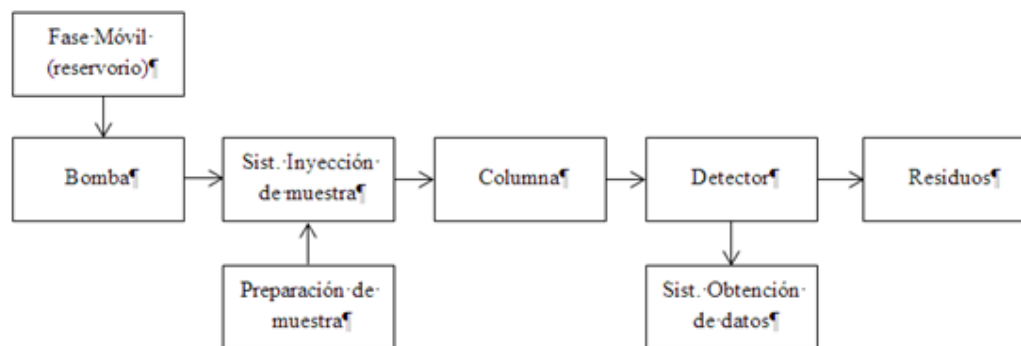 Fase·Móvil·
(reservorio)¶
Bomba¶
Sist.·Inyección·
de·muestra¶
Columna¶
Detector¶
Residuos¶
Preparación·de·
muestra¶
Sist.·Obtención·
de·datos¶